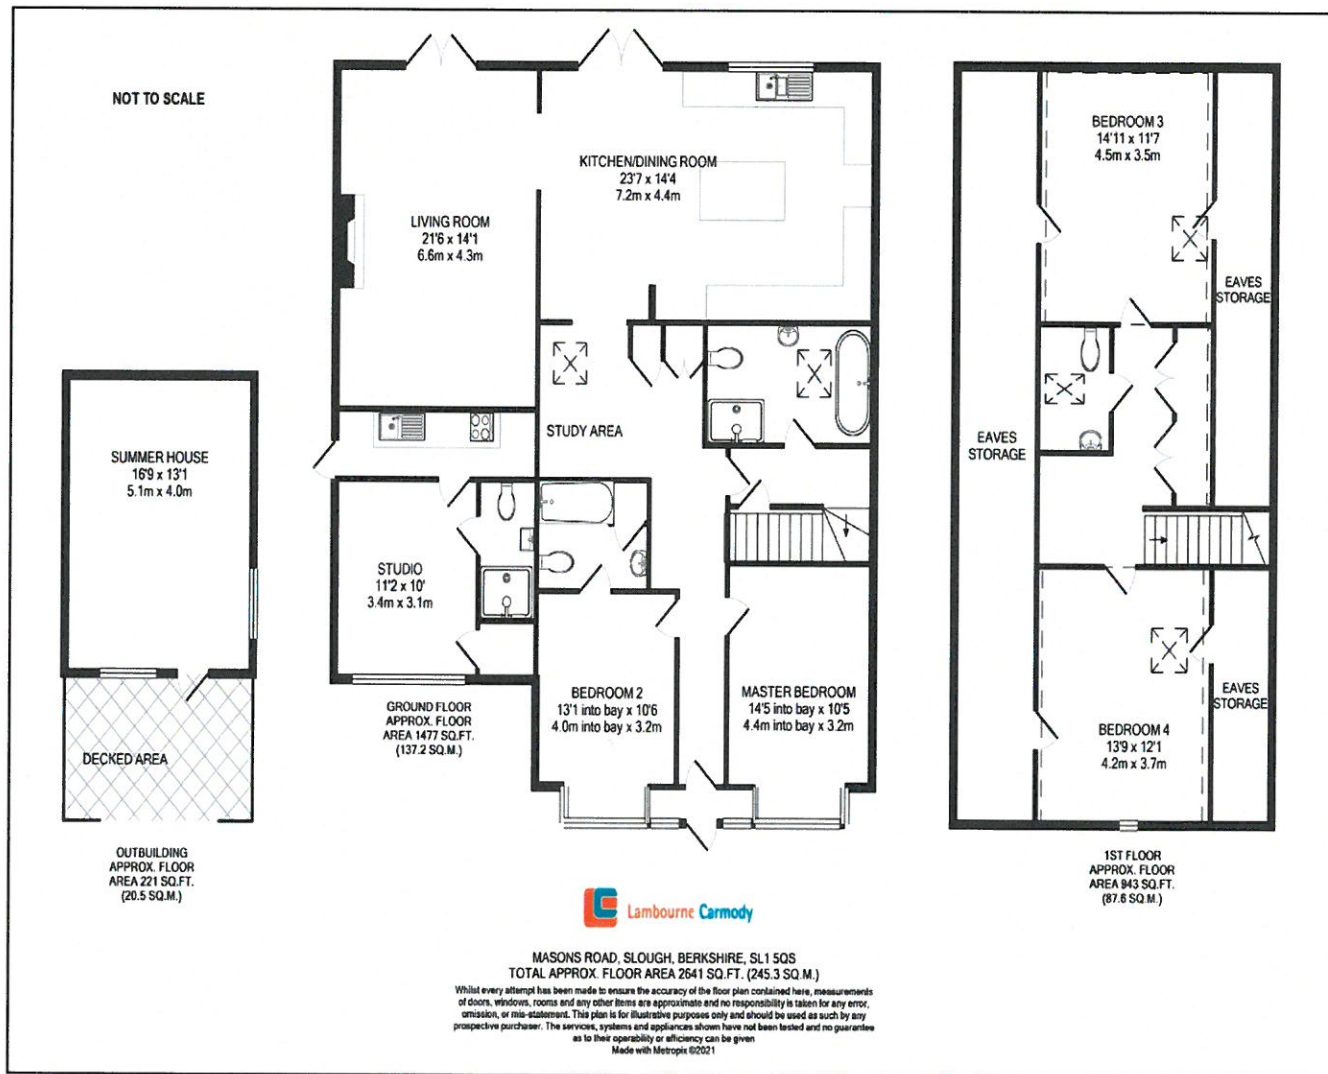 NOT TO SCALE
LIVING ROOM
21'6 x 14'1
6.6m x 4.3m
KITCHEN/DINING ROOM
23'7 x 14'4
7.2m x 4.4m
BEDROOM 3
14'11 x 11'7
4.5m x 3.5m
EAVES
STORAGE
EAVES
STORAGE
SUMMER HOUSE
16'9 x 13'1
5.1m x 4.0m
STUDY AREA
STUDIO
11'2 x 10'
3.4m x 3.1m
BEDROOM 2
13'1 into bay x 10'6
4.0m into bay x 3.2m
MASTER BEDROOM
14'5 into bay x 10'5
4.4m into bay x 3.2m
EAVES
STORAGE
BEDROOM 4
13'9 x 12'1
4.2m x 3.7m
DECKED AREA
GROUND FLOOR
APPROX. FLOOR
AREA 1477 SQ.FT.
(137.2 SQ.M.)
OUTBUILDING
APPROX. FLOOR
AREA 221 SQ.FT.
(20.5 SQ.M.)
1ST FLOOR
APPROX. FLOOR
AREA 943 SQ.FT.
(87.6 SQ.M.)
Lambourne Carmody
MASONS ROAD, SLOUGH, BERKSHIRE, SL1 5QS
TOTAL APPROX. FLOOR AREA 2641 SQ.FT. (245.3 SQ.M.)
Whilst every attempt has been made to ensure the accuracy of the floor plan contained here, measurements
of doors, windows, rooms and any other items are approximate and no responsibility is taken for any error,
omission, or mis-statement. This plan is for illustrative purposes only and should be used as such by any
prospective purchaser. The services, systems and appliances shown have not been tested and no guarantee
as to their operability or efficiency can be given
Made with Metropix ©2021